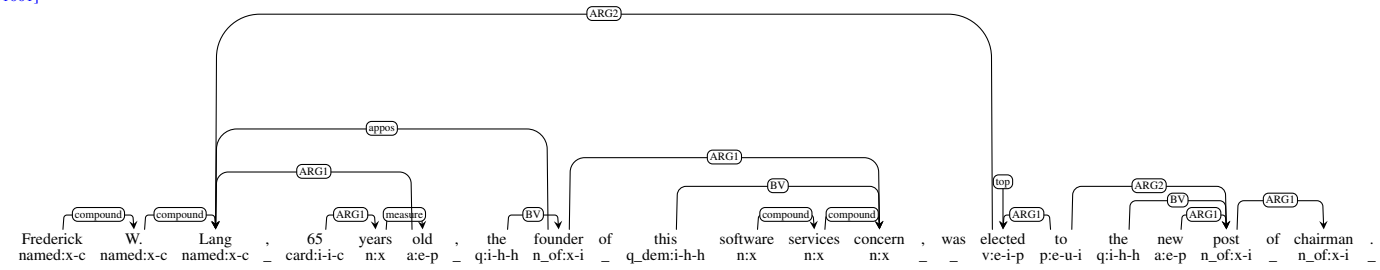 1001]
ARG2
appos
ARG1
ARG1 BV top ARG2 BV
compound compound ARG1 measure BV compound compound ARG1 ARG1 ARG1
Frederick W. Lang , 65 years old , the founder of this software services concern , was elected to the new post of chairman .
named:x-c named:x-c named:x-c _ card:i-i-c n:x a:e-p _ q:i-h-h n_of:x-i _ q_dem:i-h-h n:x n:x n:x _ _ v:e-i-p p:e-u-i q:i-h-h a:e-p n_of:x-i _ n_of:x-i _